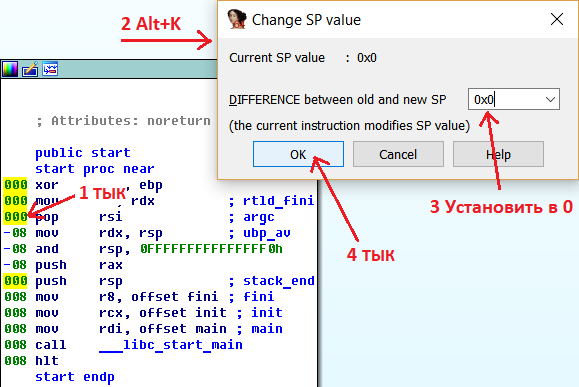 2 Alt+K
Change SP value
Current SP value : 0x0
DIFFERENCE between old and new SP 0x0
(the current instruction modifies SP value)
OK Cancel Help
3 Установить в 0
4 тык
1 тык
; Attributes: noreturn
public start
start proc near
000 xor , ebp
000 mov , rdx ; rtld_fini
000 pop rsi ; argc
-08 mov rdx, rsp ; ubp_av
-08 and rsp, 0FFFFFFFFFFFFFFF0h
-08 push rax
000 push rsp ; stack_end
008 mov r8, offset fini ; fini
008 mov rcx, offset init ; init
008 mov rdi, offset main ; main
008 call ___libc_start_main
008 hlt
start endp